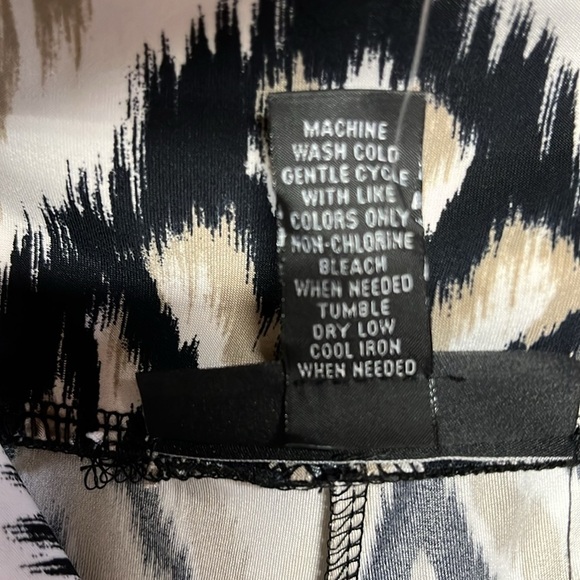 MACHINE
WASH COLD
GENTLE CYCLE
WITH LIKE
COLORS ONLY
NON-CHLORINE
BLEACH
WHEN NEEDED
TUMBLE
DRY LOW
COOL IRON
WHEN NEEDED